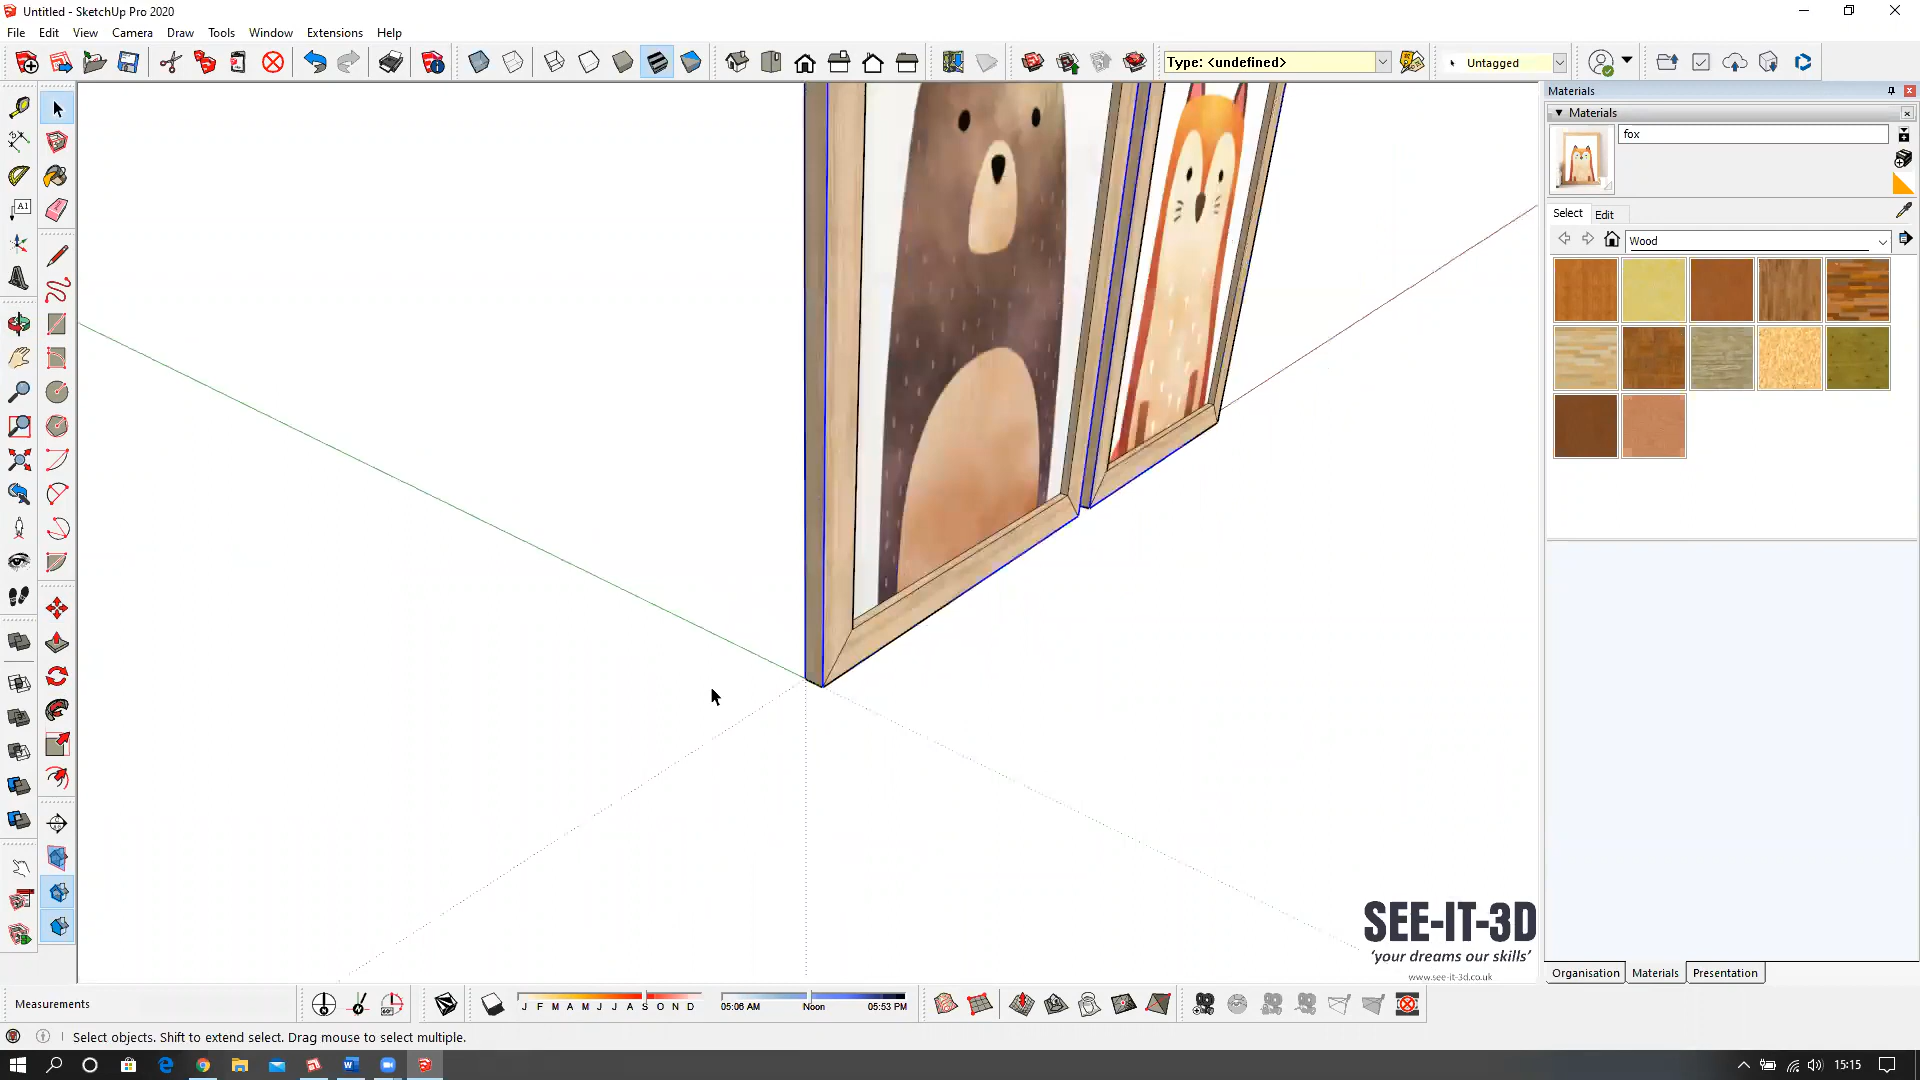 Untitled - SketchUp Pro 2020
File Edit View Camera Draw Tools Window Extensions Help
Type: <undefined>
Untagged
Materials
Materials
fox
A1
Select Edit
Wood
SEE-IT-3D
‘your dreams our skills’
www.see-it-3d.co.uk
Organisation Materials Presentation
Measurements
J F M A M J J A S O N D
05:06 AM Noon 05:53 PM
Select objects. Shift to extend select. Drag mouse to select multiple.
15:15